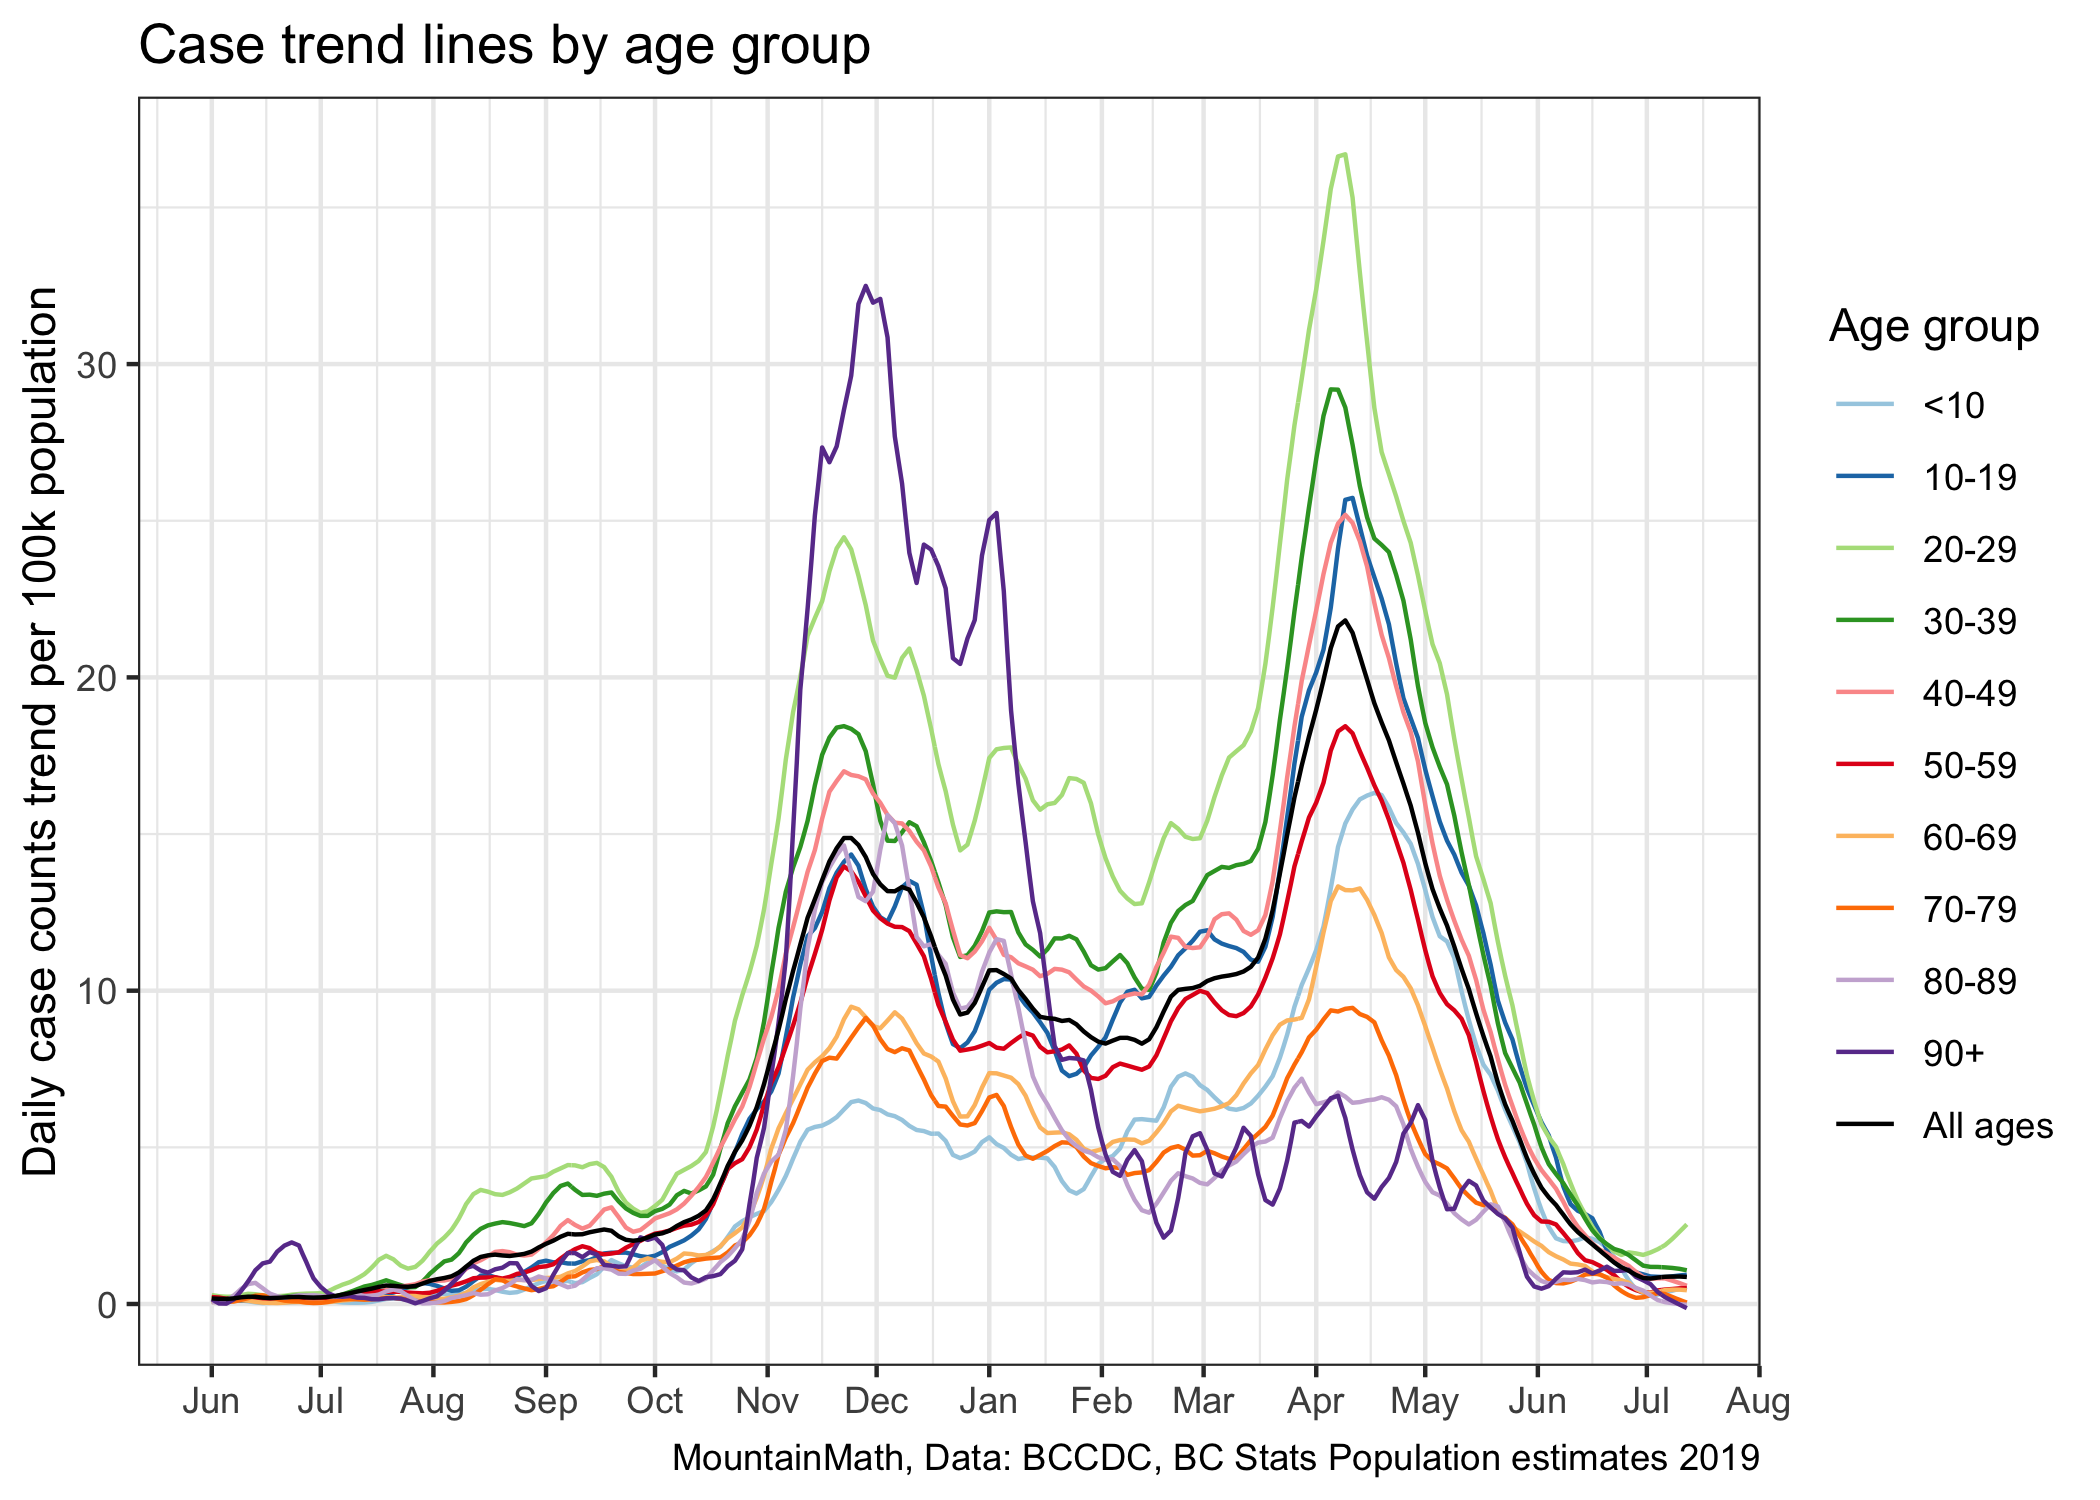 Case trend lines by age group
Daily case counts trend per 100k population
30
20
10
0
Jun Jul Aug Sep Oct Nov Dec Jan Feb Mar Apr May Jun Jul Aug
Age group
<10
10-19
20-29
30-39
40-49
50-59
60-69
70-79
80-89
90+
All ages
MountainMath, Data: BCCDC, BC Stats Population estimates 2019